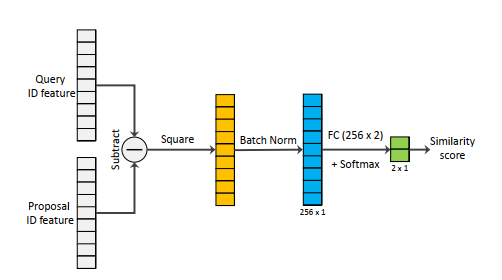 Query
ID feature
Subtract
Square
Batch Norm
FC (256 x 2)
+ Softmax
Similarity
score
2 x 1
Proposal
ID feature
256 x 1